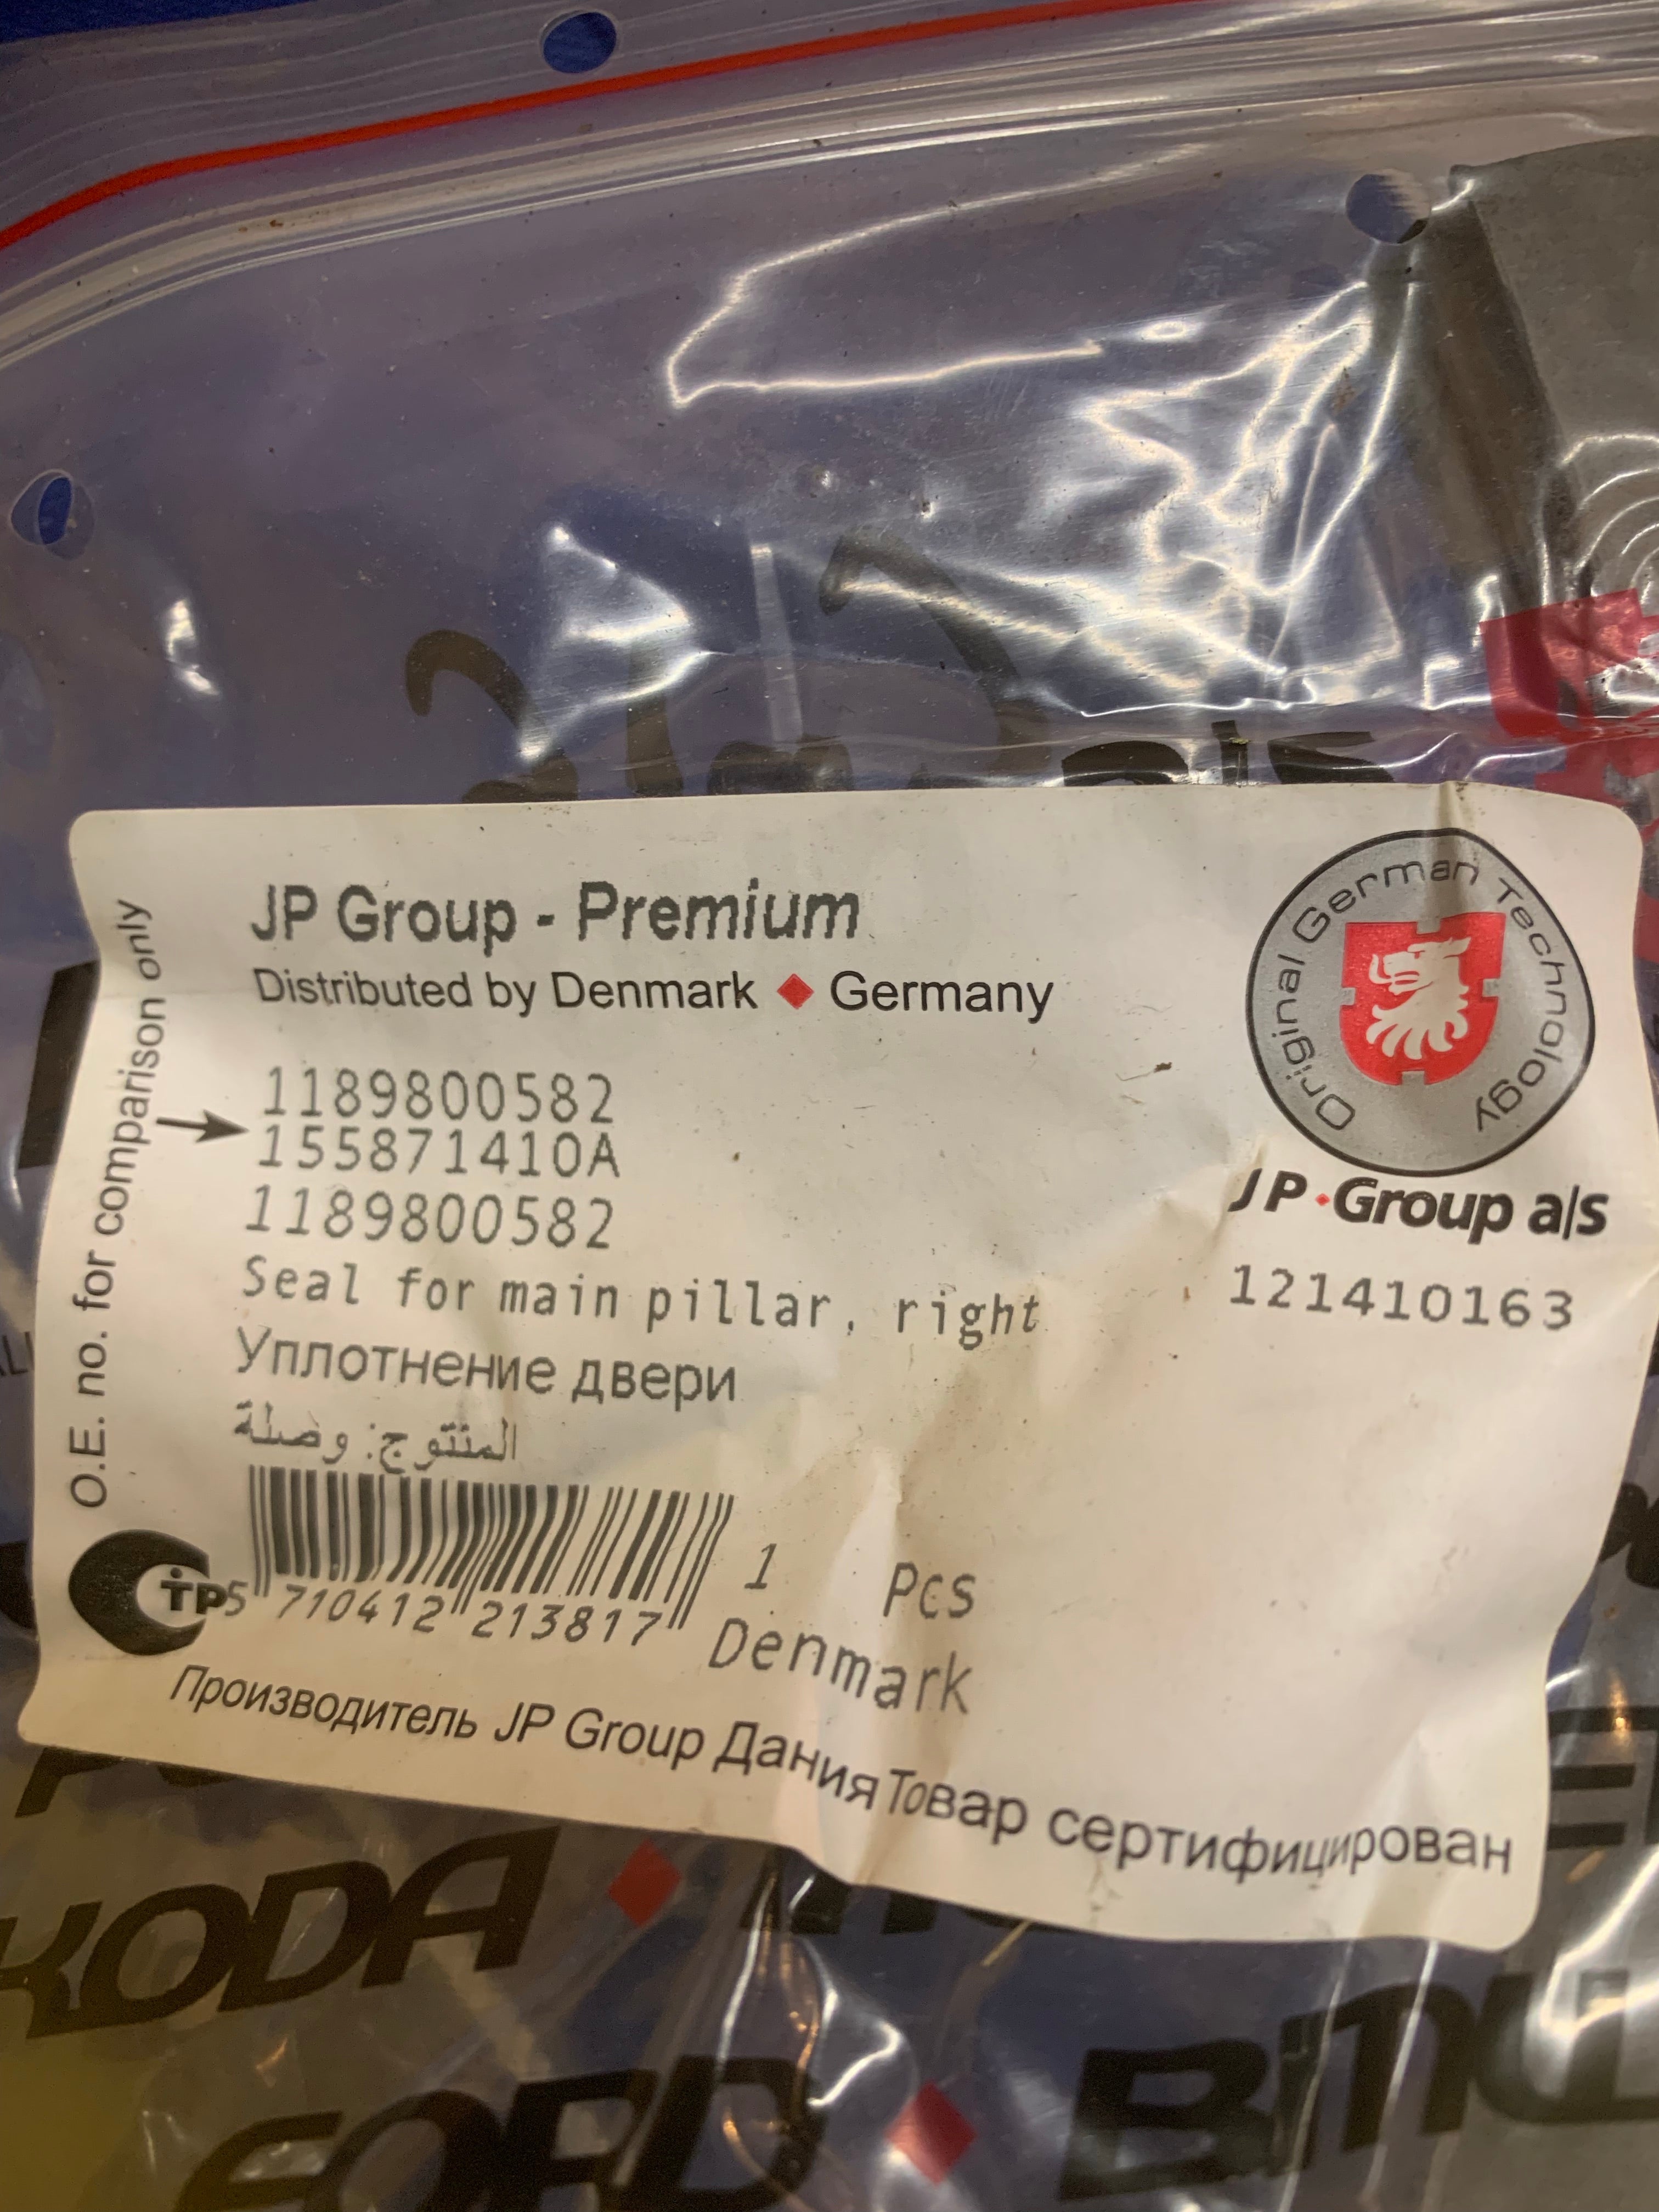 JP Group - Premium
Distributed by Denmark ♦ Germany
O.E. no. for comparison only
1189800582
155871410A
1189800582
Seal for main pillar, right
Уплотнение двери
المنتوج: وصلة
5 710412 213817
1 Pcs
Denmark
TP
Производитель JP Group Дания Товар сертифицирован
Original German Technology
JP·Group a/s
121410163
a/s
KODA
FORD ♦ BMW